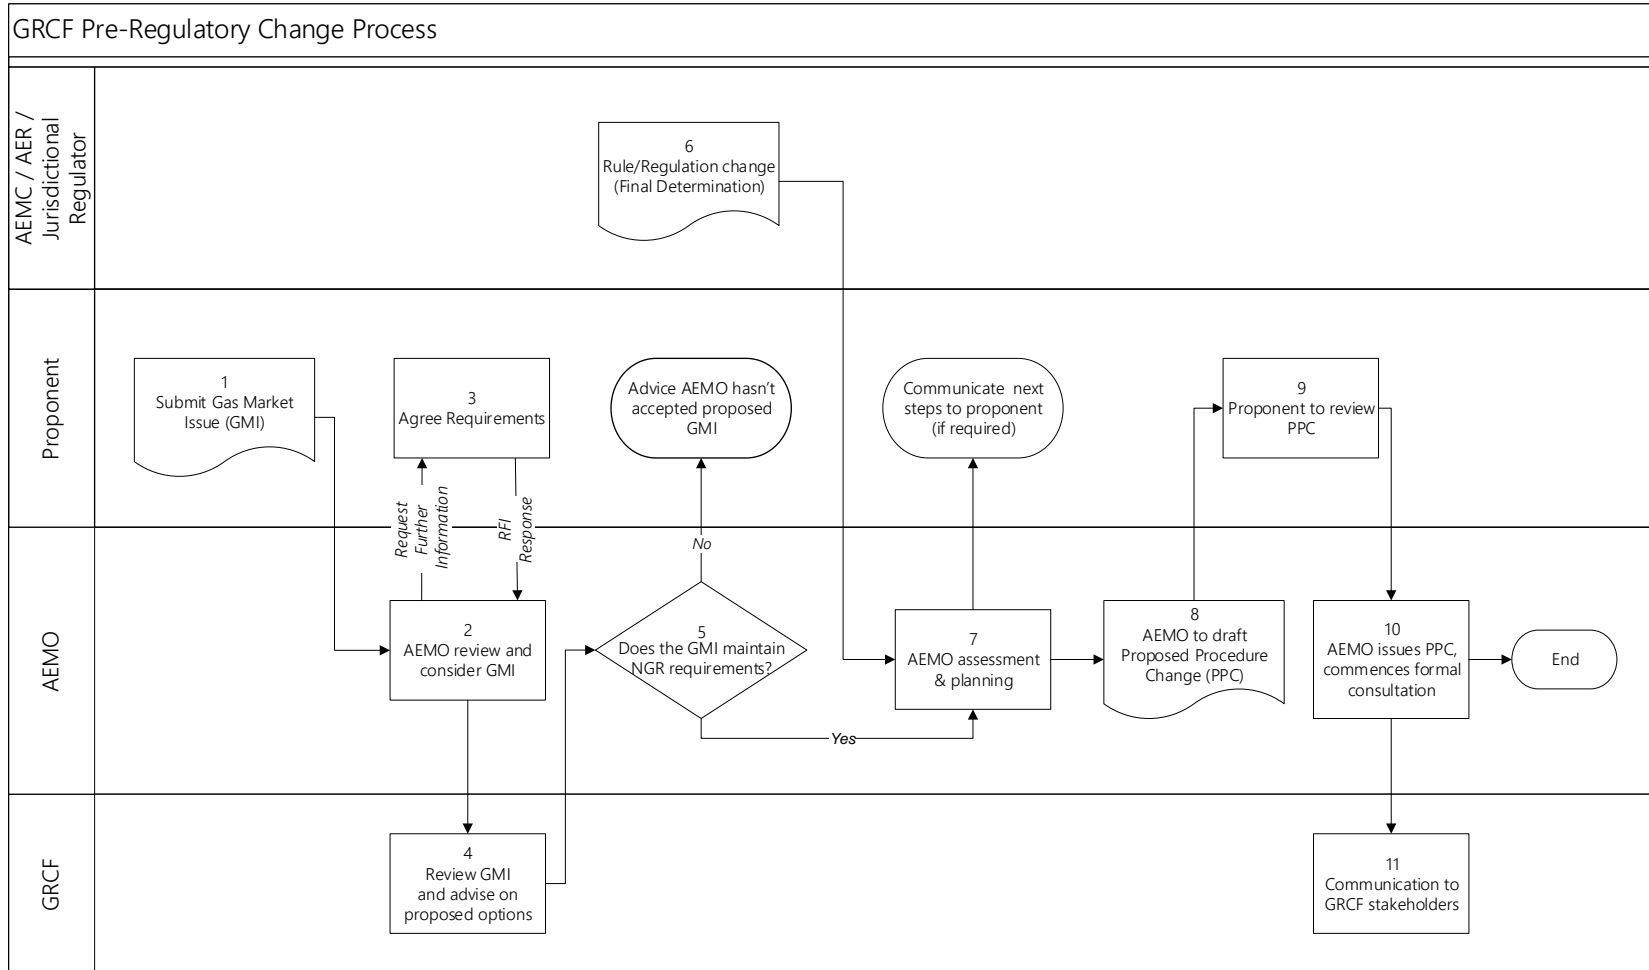 GRCF Pre-Regulatory Change Process
AEMC / AER /
Jurisdictional
Regulator
6
Rule/Regulation change
(Final Determination)
Proponent
1
Submit Gas Market
Issue (GMI)
3
Agree Requirements
Advice AEMO hasn't
accepted proposed
GMI
Communicate next
steps to proponent
(if required)
9
Proponent to review
PPC
Request
Further
Information
RFI
Response
No
AEMO
2
AEMO review and
consider GMI
5
Does the GMI maintain
NGR requirements?
7
AEMO assessment
& planning
8
AEMO to draft
Proposed Procedure
Change (PPC)
10
AEMO issues PPC,
commences formal
consultation
End
Yes
GRCF
4
Review GMI
and advise on
proposed options
11
Communication to
GRCF stakeholders